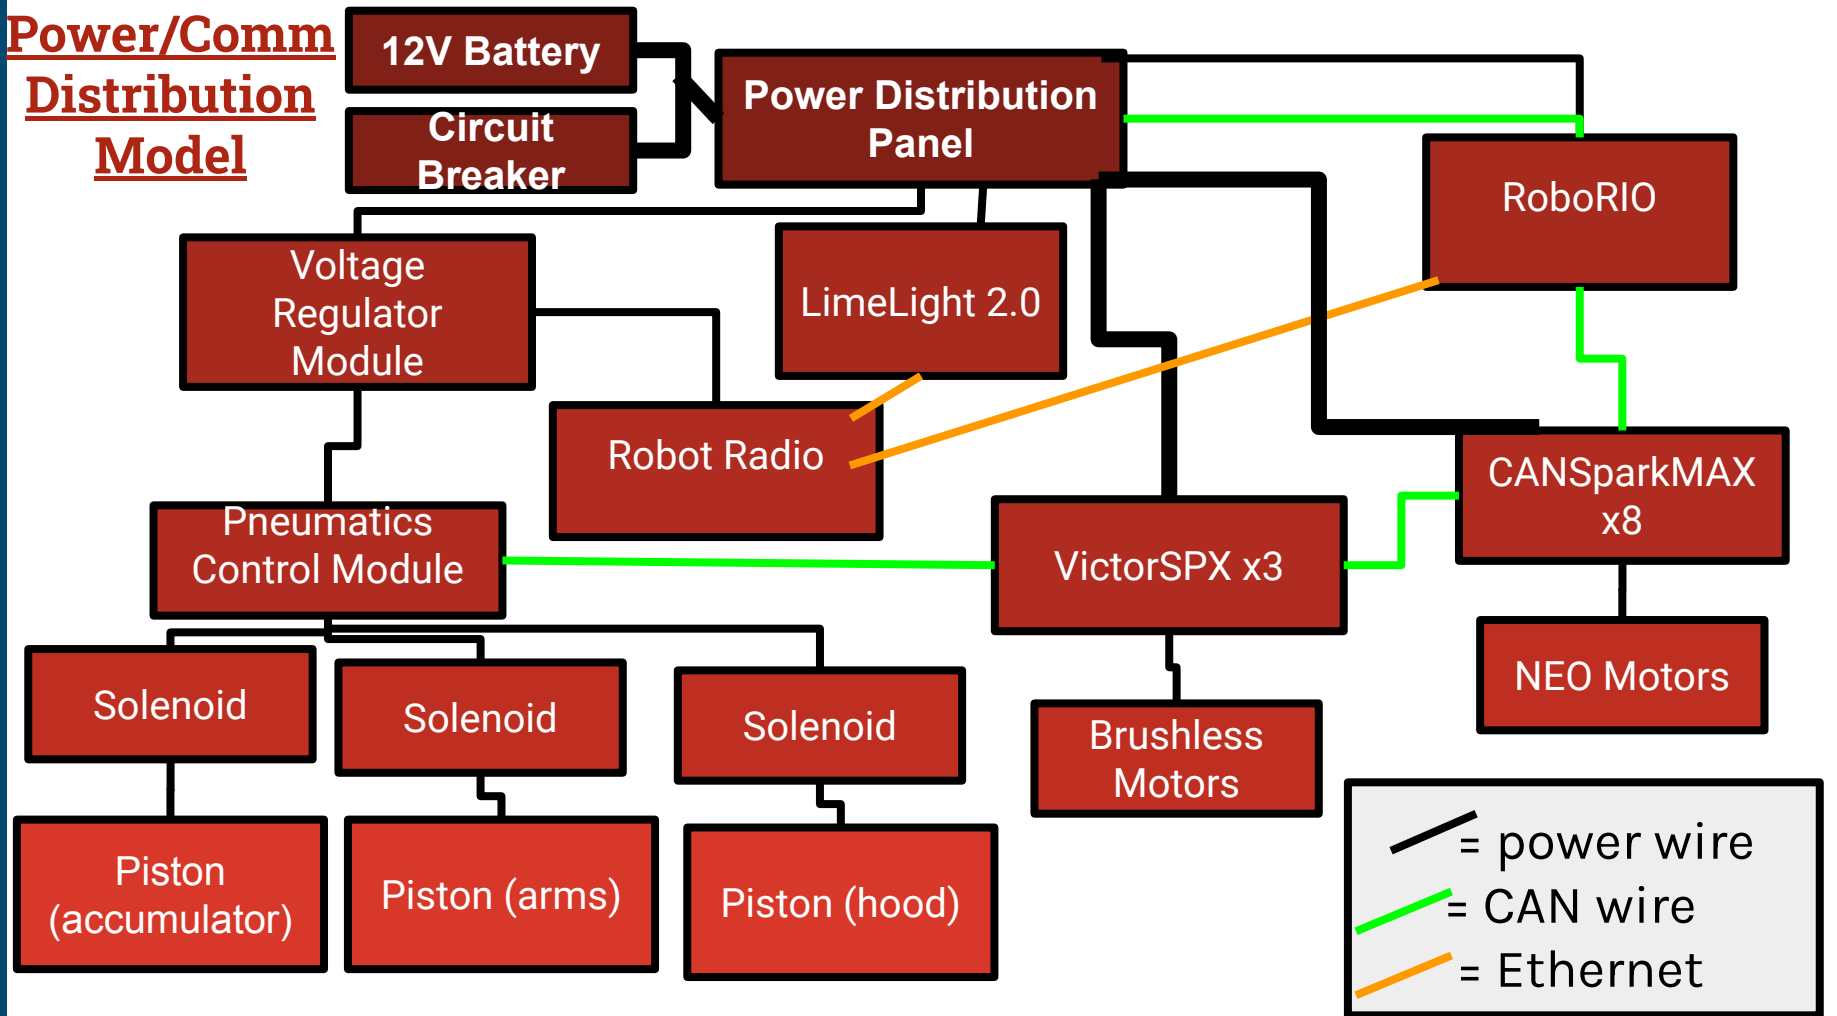 Power/Comm
Distribution
Model
12V Battery
Circuit
Breaker
Power Distribution
Panel
RoboRIO
Voltage
Regulator
Module
LimeLight 2.0
Robot Radio
CANSparkMAX
x8
Pneumatics
Control Module
VictorSPX x3
NEO Motors
Solenoid
Solenoid
Solenoid
Brushless
Motors
Piston
(accumulator)
Piston (arms)
Piston (hood)
= power wire
= CAN wire
= Ethernet